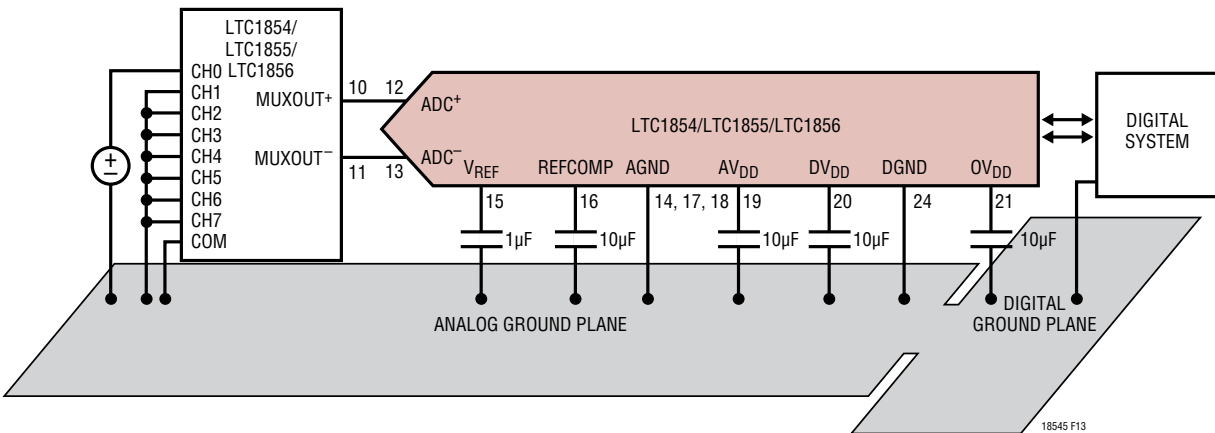 LTC1854/
LTC1855/
LTC1856
CH0
CH1
CH2
CH3
CH4
CH5
CH6
CH7
COM
MUXOUT+
MUXOUT−
10 12
11 13
+
−
ADC+
ADC−
LTC1854/LTC1855/LTC1856
VREF REFCOMP AGND AVDD DVDD DGND OVDD
15 16 14, 17, 18 19 20 24 21
1µF 10µF 10µF 10µF 10µF
DIGITAL
SYSTEM
ANALOG GROUND PLANE
DIGITAL
GROUND PLANE
18545 F13